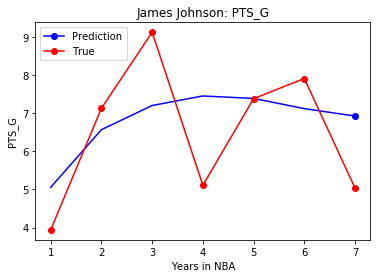 James Johnson: PTS_G
Prediction
True
PTS_G
9
8
7
6
5
4
1 2 3 4 5 6 7
Years in NBA